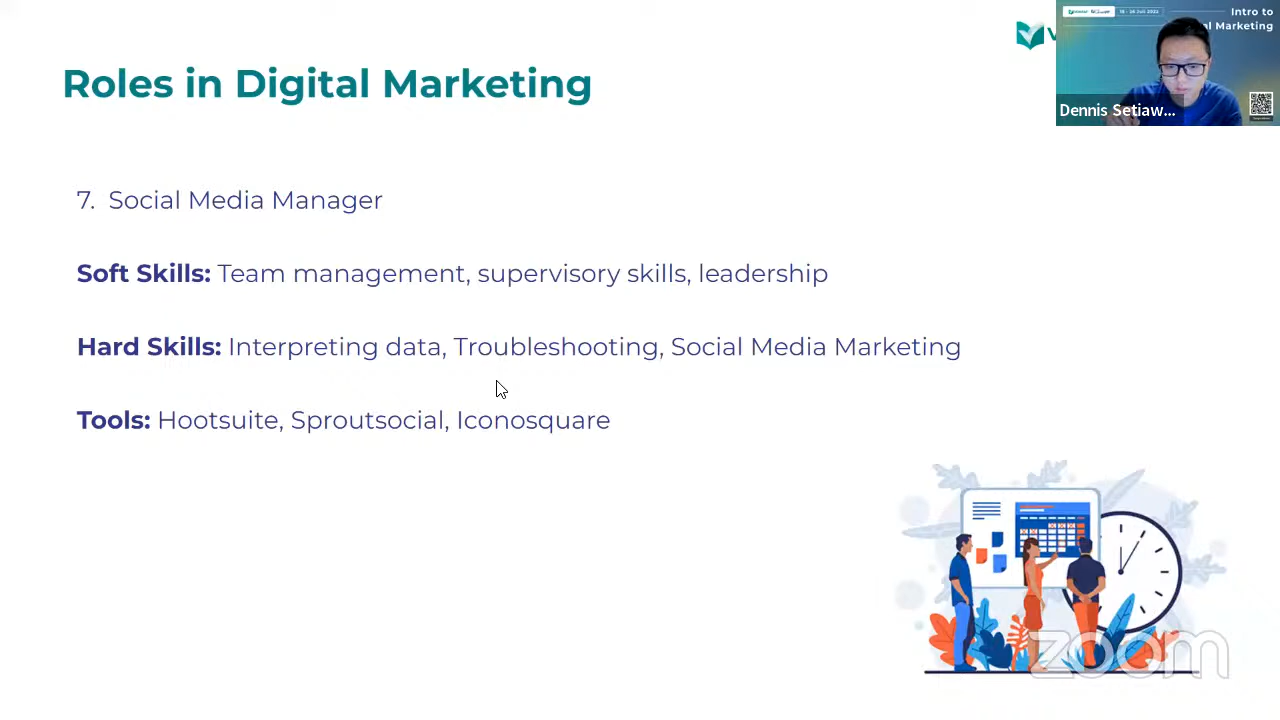 Roles in Digital Marketing
7. Social Media Manager
Soft Skills: Team management, supervisory skills, leadership
Hard Skills: Interpreting data, Troubleshooting, Social Media Marketing
Tools: Hootsuite, Sproutsocial, Iconosquare
Intro to
al Marketing
Dennis Setiaw...
zoom